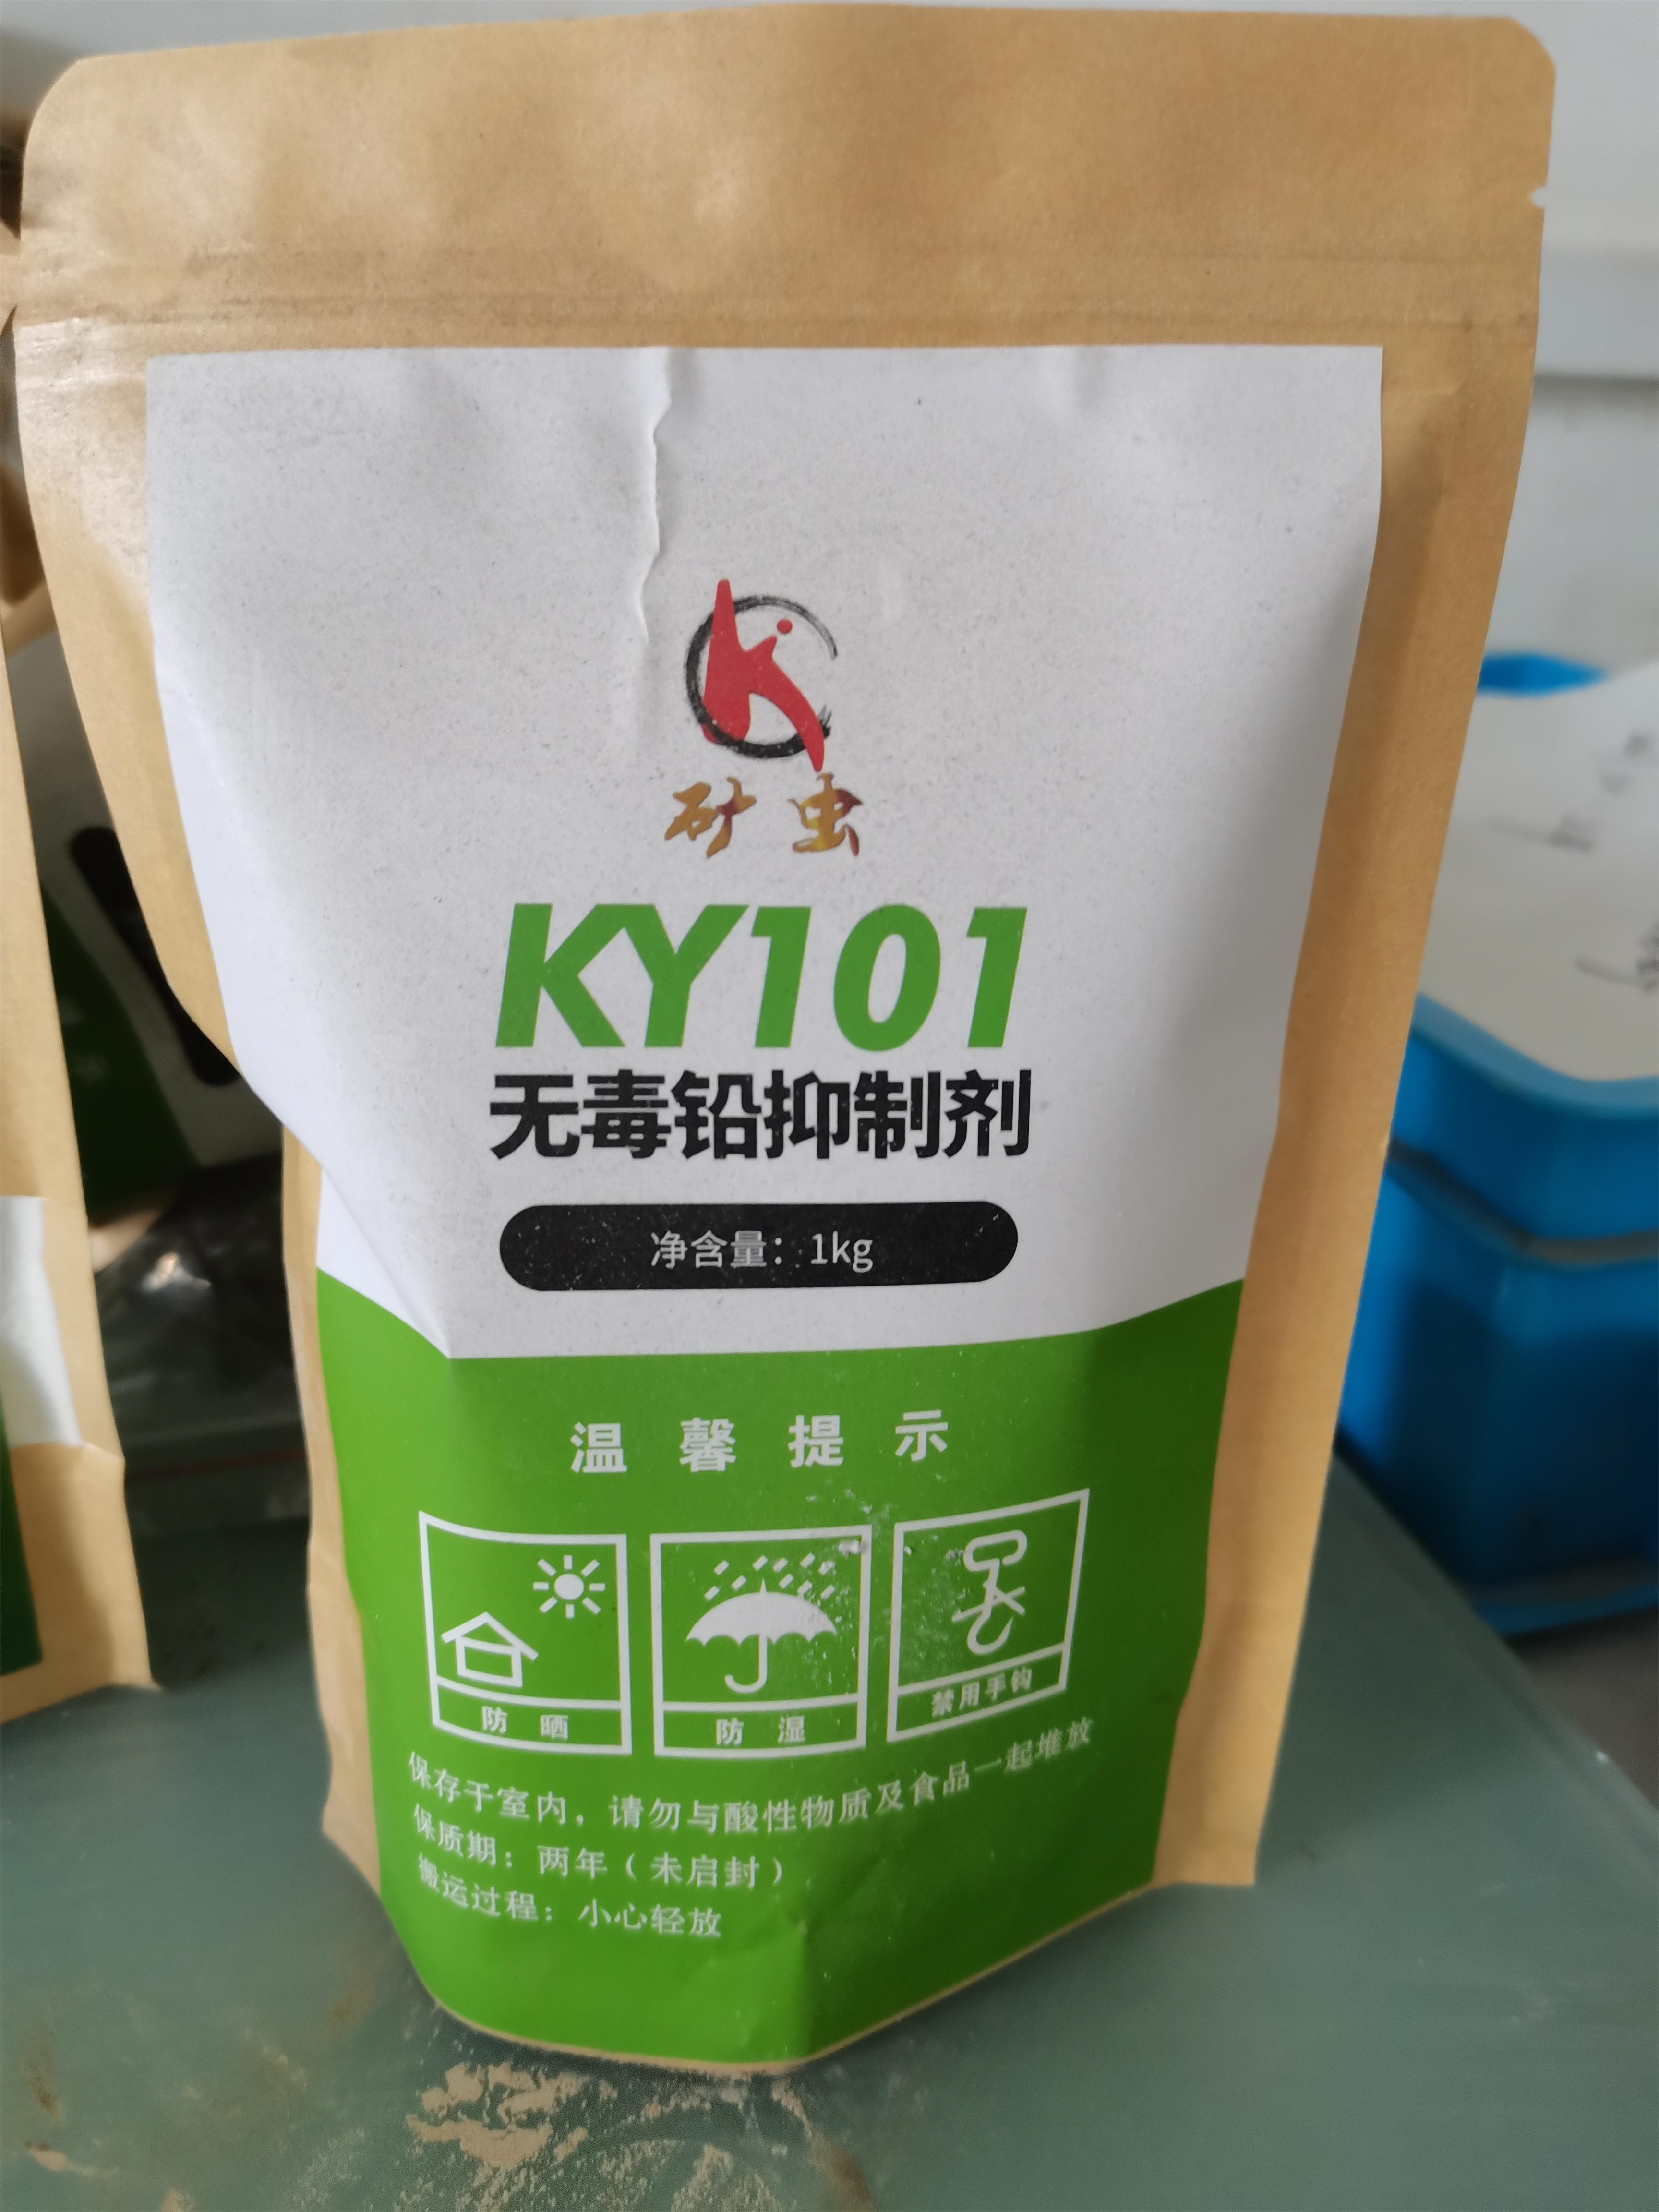 矿虫
KY101
无毒铅抑制剂
净含量：1kg
温馨提示
防晒
防湿
禁用手钩
保存于室内，请勿与酸性物质及食品一起堆放
保质期：两年（未启封）
搬运过程：小心轻放